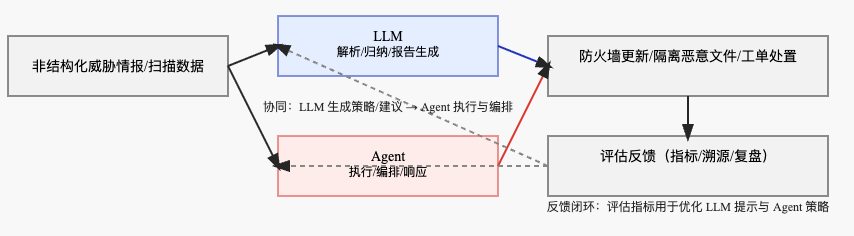 非结构化威胁情报/扫描数据
LLM
解析/归纳/报告生成
防火墙更新/隔离恶意文件/工单处置
协同：LLM 生成策略/建议 → Agent 执行与编排
Agent
执行/编排/响应
评估反馈（指标/溯源/复盘）
反馈闭环：评估指标用于优化 LLM 提示与 Agent 策略